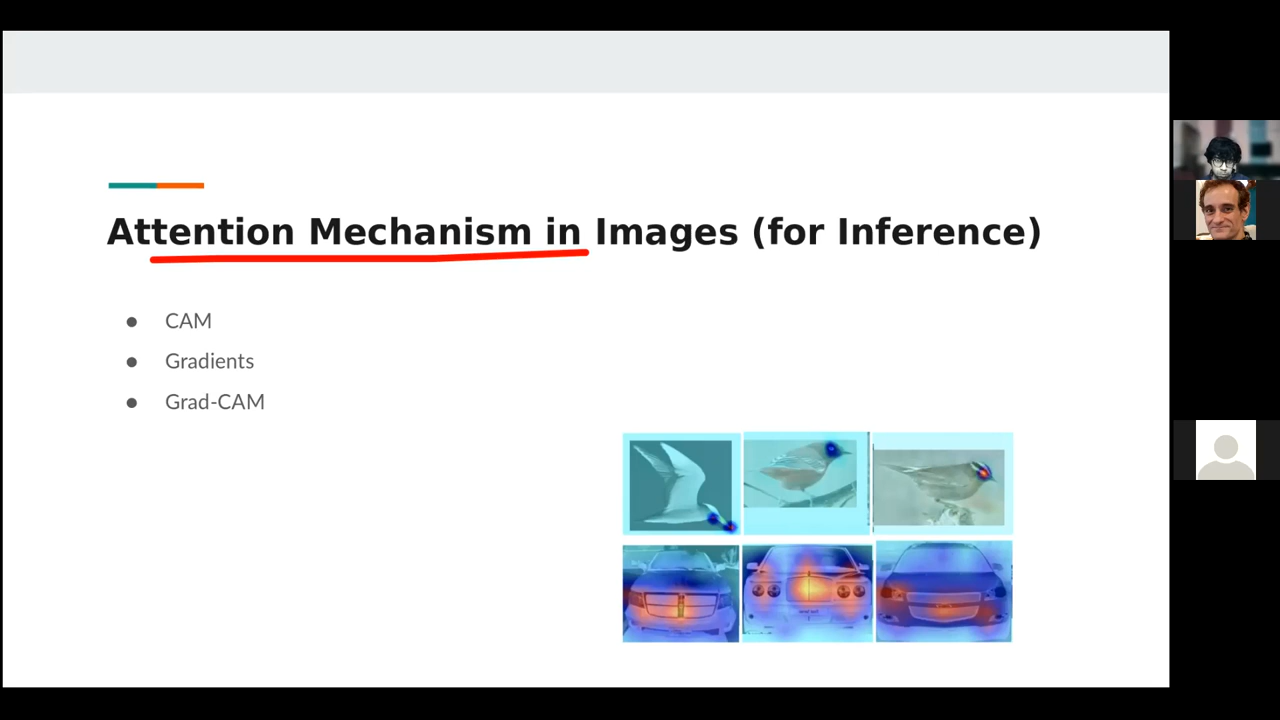 Attention Mechanism in Images (for Inference)
● CAM
● Gradients
● Grad-CAM